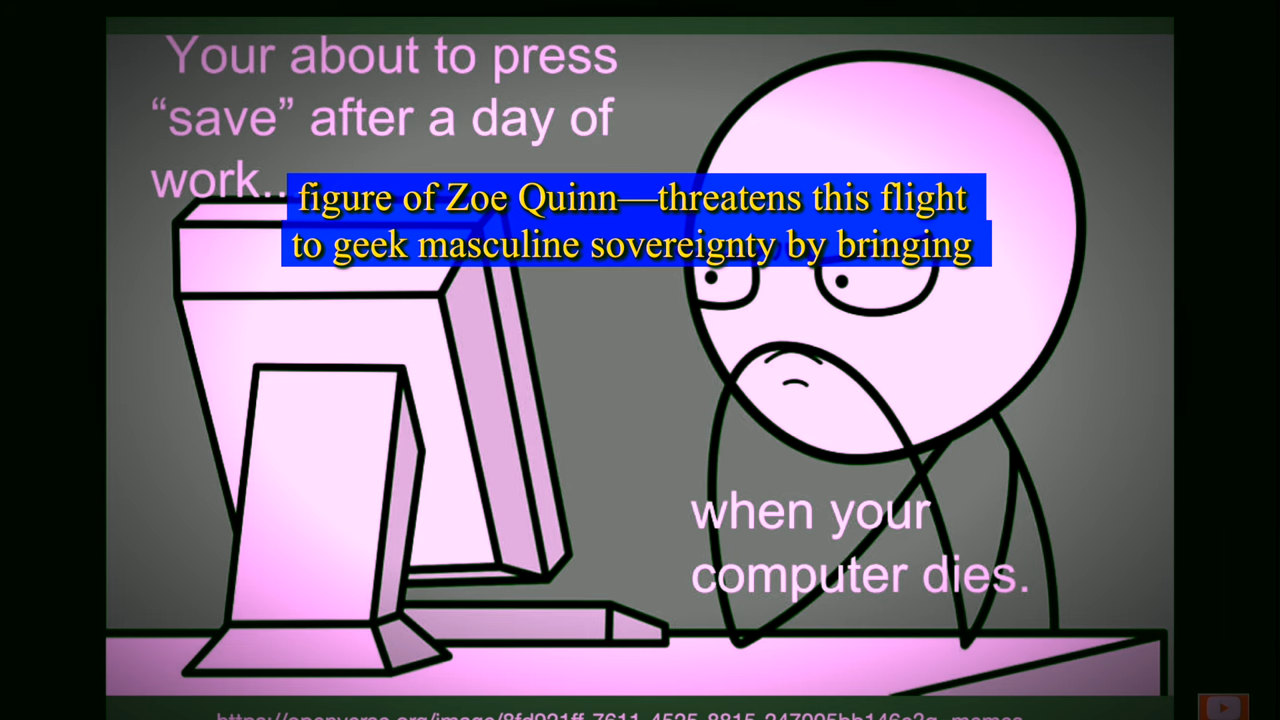 Your about to press
“save” after a day of
work..
figure of Zoe Quinn—threatens this flight
to geek masculine sovereignty by bringing
when your
computer dies.